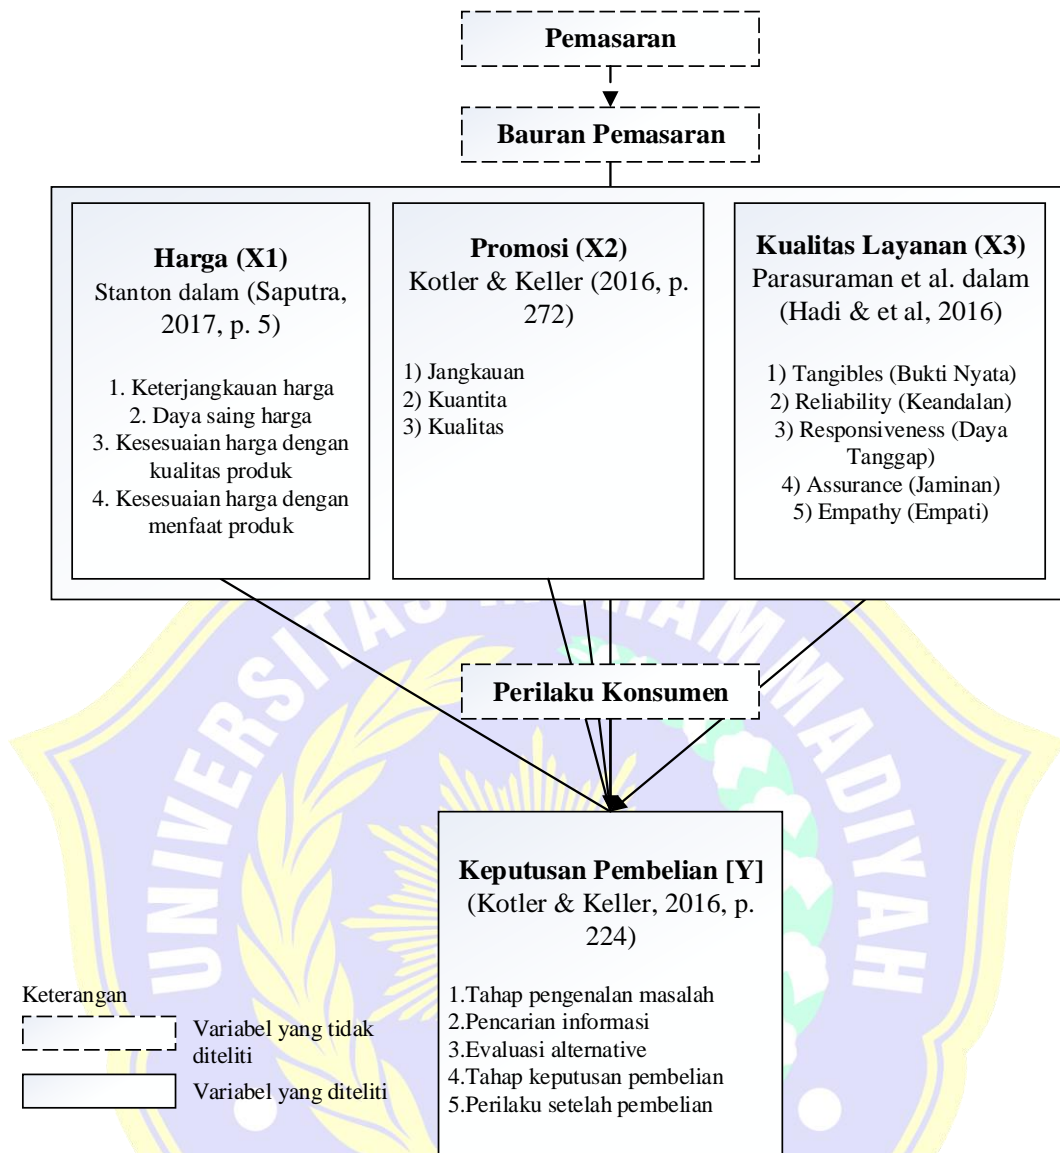 Pemasaran
Bauran Pemasaran
Harga (X1)
Stanton dalam (Saputra,
2017, p. 5)
1. Keterjangkauan harga
2. Daya saing harga
3. Kesesuaian harga dengan
kualitas produk
4. Kesesuaian harga dengan
menfaat produk
Promosi (X2)
Kotler & Keller (2016, p.
272)
1) Jangkauan
2) Kuantita
3) Kualitas
Kualitas Layanan (X3)
Parasuraman et al. dalam
(Hadi & et al, 2016)
1) Tangibles (Bukti Nyata)
2) Reliability (Keandalan)
3) Responsiveness (Daya
Tanggap)
4) Assurance (Jaminan)
5) Empathy (Empati)
Perilaku Konsumen
Keputusan Pembelian [Y]
(Kotler & Keller, 2016, p.
224)
1.Tahap pengenalan masalah
2.Pencarian informasi
3.Evaluasi alternative
4.Tahap keputusan pembelian
5.Perilaku setelah pembelian
Keterangan
Variabel yang tidak
diteliti
Variabel yang diteliti
UNIVERSITAS MUHAMMADIYAH